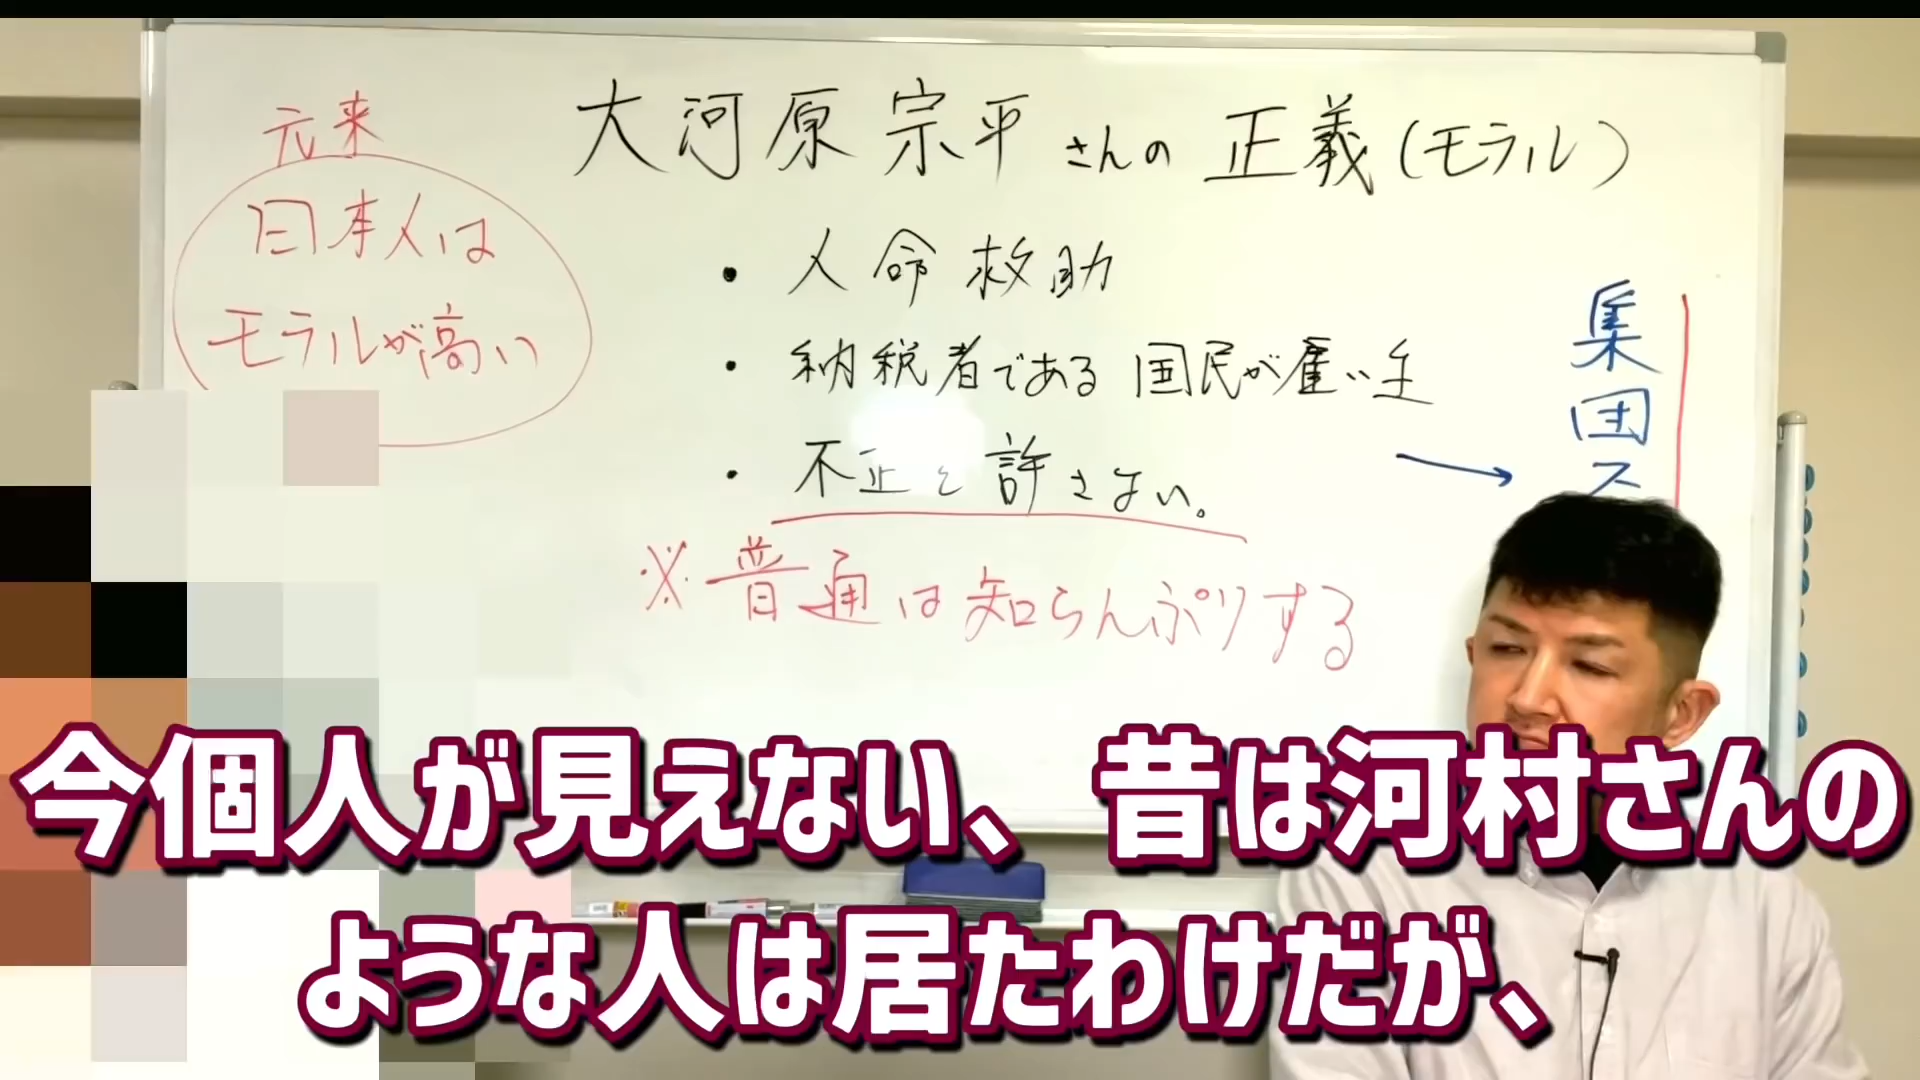 元来
日本人は
モラルが高い
大河原宗平さんの正義(モラル)
・人命救助
・納税者である国民が雇い主
・不正を許さない。
※普通は知らんぷりする
集団ス
今個人が見えない、昔は河村さんの
ような人は居たわけだが、